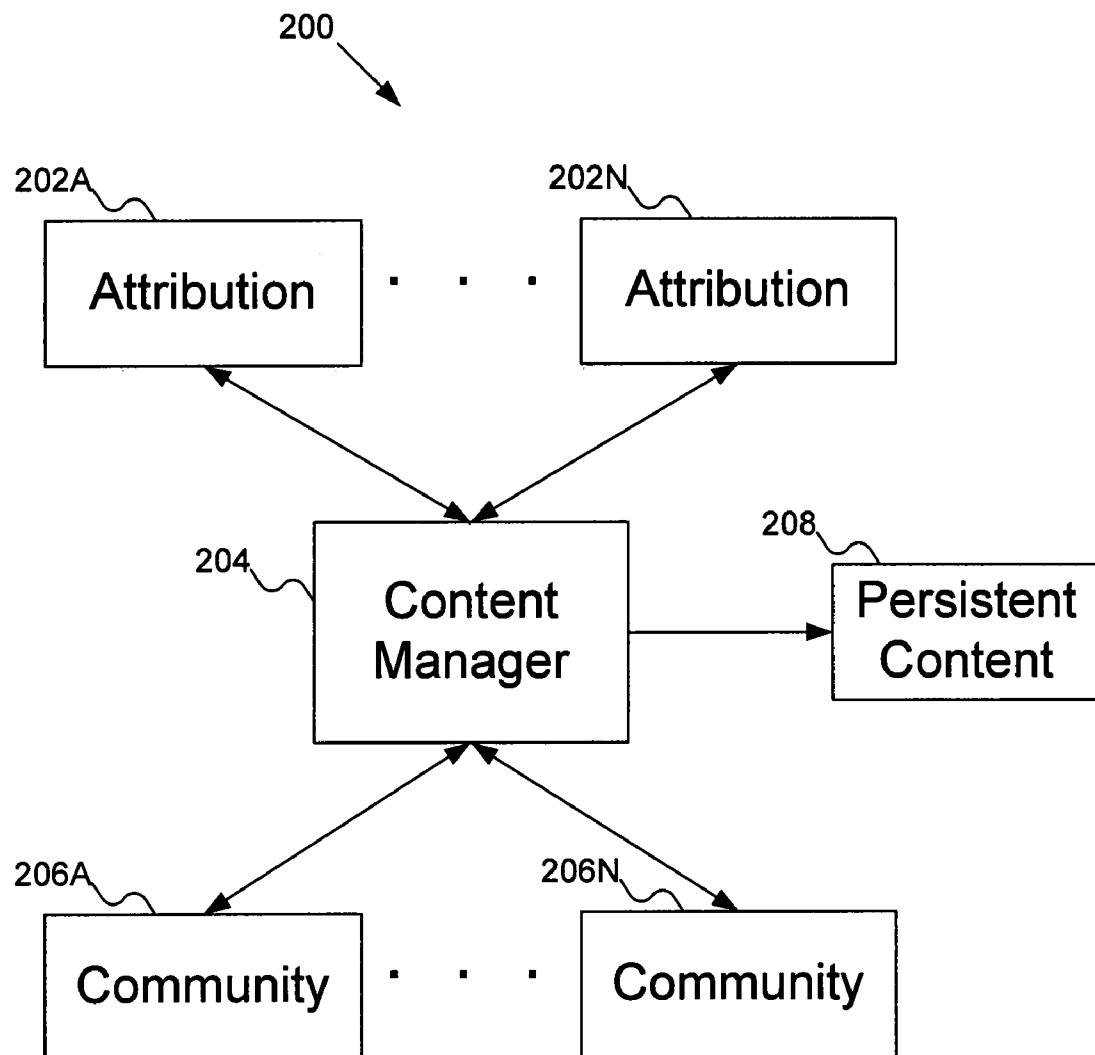 200
202A
202N
Attribution
. . .
Attribution
204
Content
Manager
208
Persistent
Content
206A
206N
Community
. . .
Community